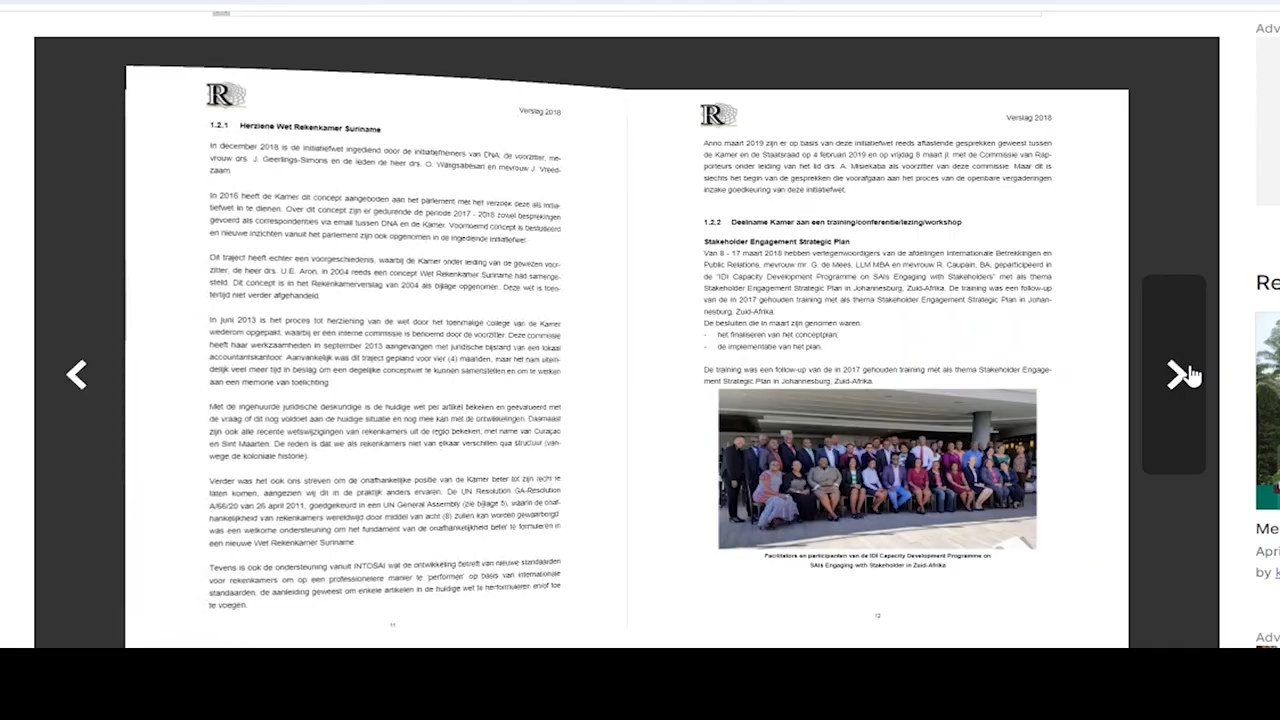 Adv
R
Verslag 2018
1.2.1 Herziene Wet Rekenkamer Suriname
In december 2018 is de initiatiefwet ingediend door de initiatiefnemers van DNA: de voorzitter, me-
vrouw drs. J. Geerlings-Simons en de leden de heer drs. O. Wangsabesari en mevrouw J. Vreed-
zaam.
In 2016 heeft de Kamer dit concept aangeboden aan het parlement met het verzoek deze als initia-
tiefwet in te dienen. Over dit concept zijn er gedurende de periode 2017 - 2018 zowel besprekingen
gevoerd als correspondenties via email tussen DNA en de Kamer. Voornoemd concept is bestudeerd
en nieuwe inzichten vanuit het parlement zijn ook opgenomen in de ingediende initiatiefwet.
Dit traject heeft echter een voorgeschiedenis, waarbij de Kamer onder leiding van de gewezen voor-
zitter, de heer drs. U.E. Aron, in 2004 reeds een concept Wet Rekenkamer Suriname had samenge-
steld. Dit concept is in het Rekenkamerverslag van 2004 als bijlage opgenomen. Deze wet is toen-
tertijd niet verder afgehandeld.
In juni 2013 is het proces tot herziening van de wet door het toenmalige college van de Kamer
wederom opgepakt, waarbij er een interne commissie is benoemd door de voorzitter. Deze commissie
heeft haar werkzaamheden in september 2013 aangevangen met juridische bijstand van een lokaal
accountantskantoor. Aanvankelijk was dit traject gepland voor vier (4) maanden, maar het nam uitein-
delijk veel meer tijd in beslag om een degelijke conceptwet te kunnen samenstellen en om te werken
aan een memorie van toelichting.
Met de ingehuurde juridische deskundige is de huidige wet per artikel bekeken en geëvalueerd met
de vraag of dit nog voldoet aan de huidige situatie en nog mee kan met de ontwikkelingen. Daarnaast
zijn ook alle recente wetswijzigingen van rekenkamers uit de regio bekeken, met name van Curaçao
en Sint Maarten. De reden is dat we als rekenkamers niet van elkaar verschillen qua structuur (van-
wege de koloniale historie).
Verder was het ook ons streven om de onafhankelijke positie van de Kamer beter tot zijn recht te
laten komen, aangezien wij dit in de praktijk anders ervaren. De UN Resolution GA-Resolution
A/66/20 van 26 april 2011, goedgekeurd in een UN General Assembly (zie bijlage 5), waarin de onaf-
hankelijkheid van rekenkamers wereldwijd door middel van acht (8) zuilen kan worden gewaarborgd
was een welkome ondersteuning om het fundament van de onafhankelijkheid beter te formuleren in
een nieuwe Wet Rekenkamer Suriname.
Tevens is ook de ondersteuning vanuit INTOSAI wat de ontwikkeling betreft van nieuwe standaarden
voor rekenkamers om op een professionelere manier te 'performen' op basis van internationale
standaarden, de aanleiding geweest om enkele artikelen in de huidige wet te herformuleren en/of toe
te voegen.
11
R
Verslag 2018
Anno maart 2019 zijn er op basis van deze initiatiefwet reeds aftastende gesprekken geweest tussen
de Kamer en de Staatsraad op 4 februari 2019 en op vrijdag 8 maart jl. met de Commissie van Rap-
porteurs onder leiding van het lid drs. A. Misiekaba als voorzitter van deze commissie. Maar dit is
slechts het begin van de gesprekken die voorafgaan aan het proces van de openbare vergaderingen
inzake goedkeuring van deze initiatiefwet.
1.2.2 Deelname Kamer aan een training/conferentie/lezing/workshop
Stakeholder Engagement Strategic Plan
Van 8 - 17 maart 2018 hebben vertegenwoordigers van de afdelingen Internationale Betrekkingen en
Public Relations, mevrouw mr. G. de Mees, LLM MBA en mevrouw R. Caupain, BA, geparticipeerd in
de "IDI Capacity Development Programme on SAIs Engaging with Stakeholders" met als thema
Stakeholder Engagement Strategic Plan in Johannesburg, Zuid-Afrika. De training was een follow-up
van de in 2017 gehouden training met als thema Stakeholder Engagement Strategic Plan in Johan-
nesburg, Zuid-Afrika.
De besluiten die in maart zijn genomen waren:
- het finaliseren van het conceptplan;
- de implementatie van het plan.
De training was een follow-up van de in 2017 gehouden training met als thema Stakeholder Engage-
ment Strategic Plan in Johannesburg, Zuid-Afrika.
Facilitators en participanten van de IDI Capacity Development Programme on
SAIs Engaging with Stakeholder in Zuid-Afrika.
12
Re
Me
Apri
by k
Adv